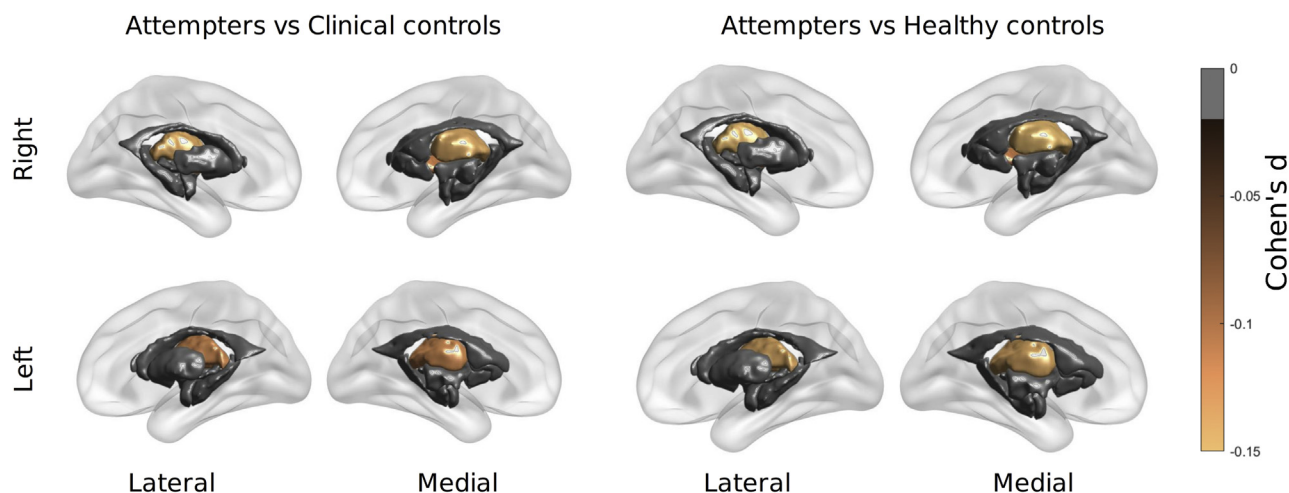 Attempters vs Clinical controls
Attempters vs Healthy controls
Right
Left
Lateral
Medial
Lateral
Medial
0
-0.05
-0.1
-0.15
Cohen's d